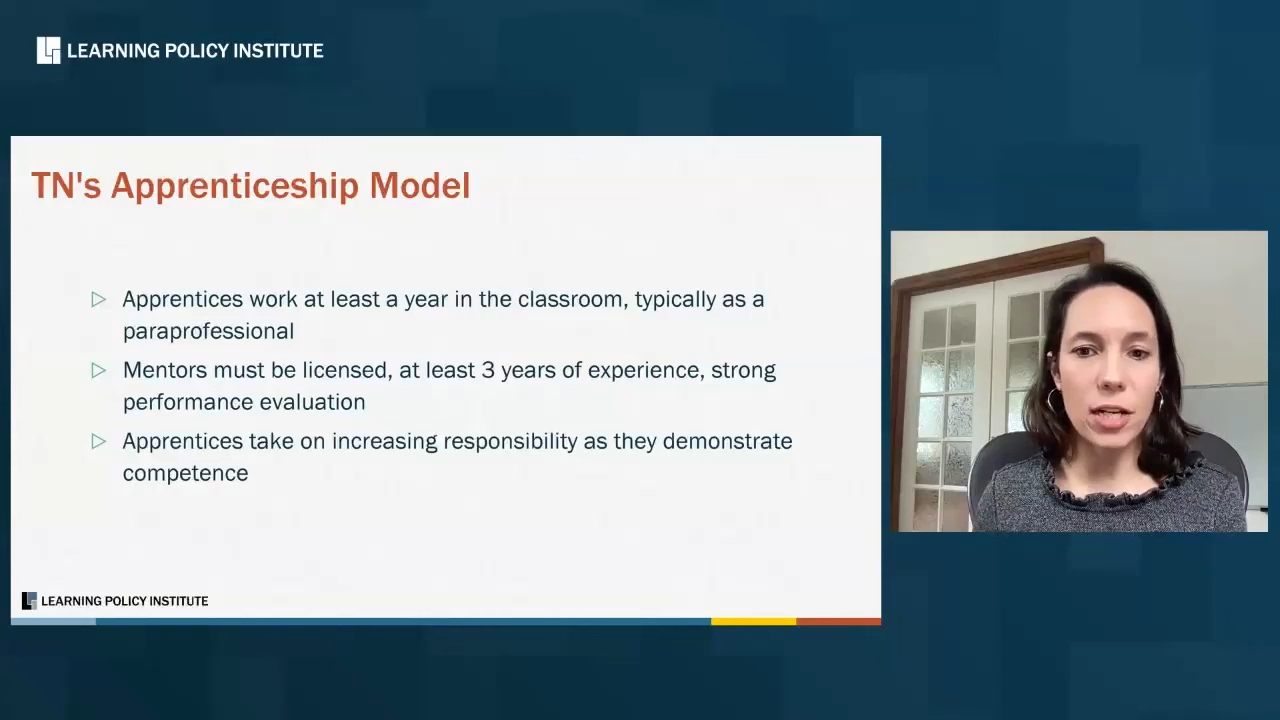 LEARNING POLICY INSTITUTE
TN's Apprenticeship Model
Apprentices work at least a year in the classroom, typically as a
paraprofessional
Mentors must be licensed, at least 3 years of experience, strong
performance evaluation
Apprentices take on increasing responsibility as they demonstrate
competence
LEARNING POLICY INSTITUTE